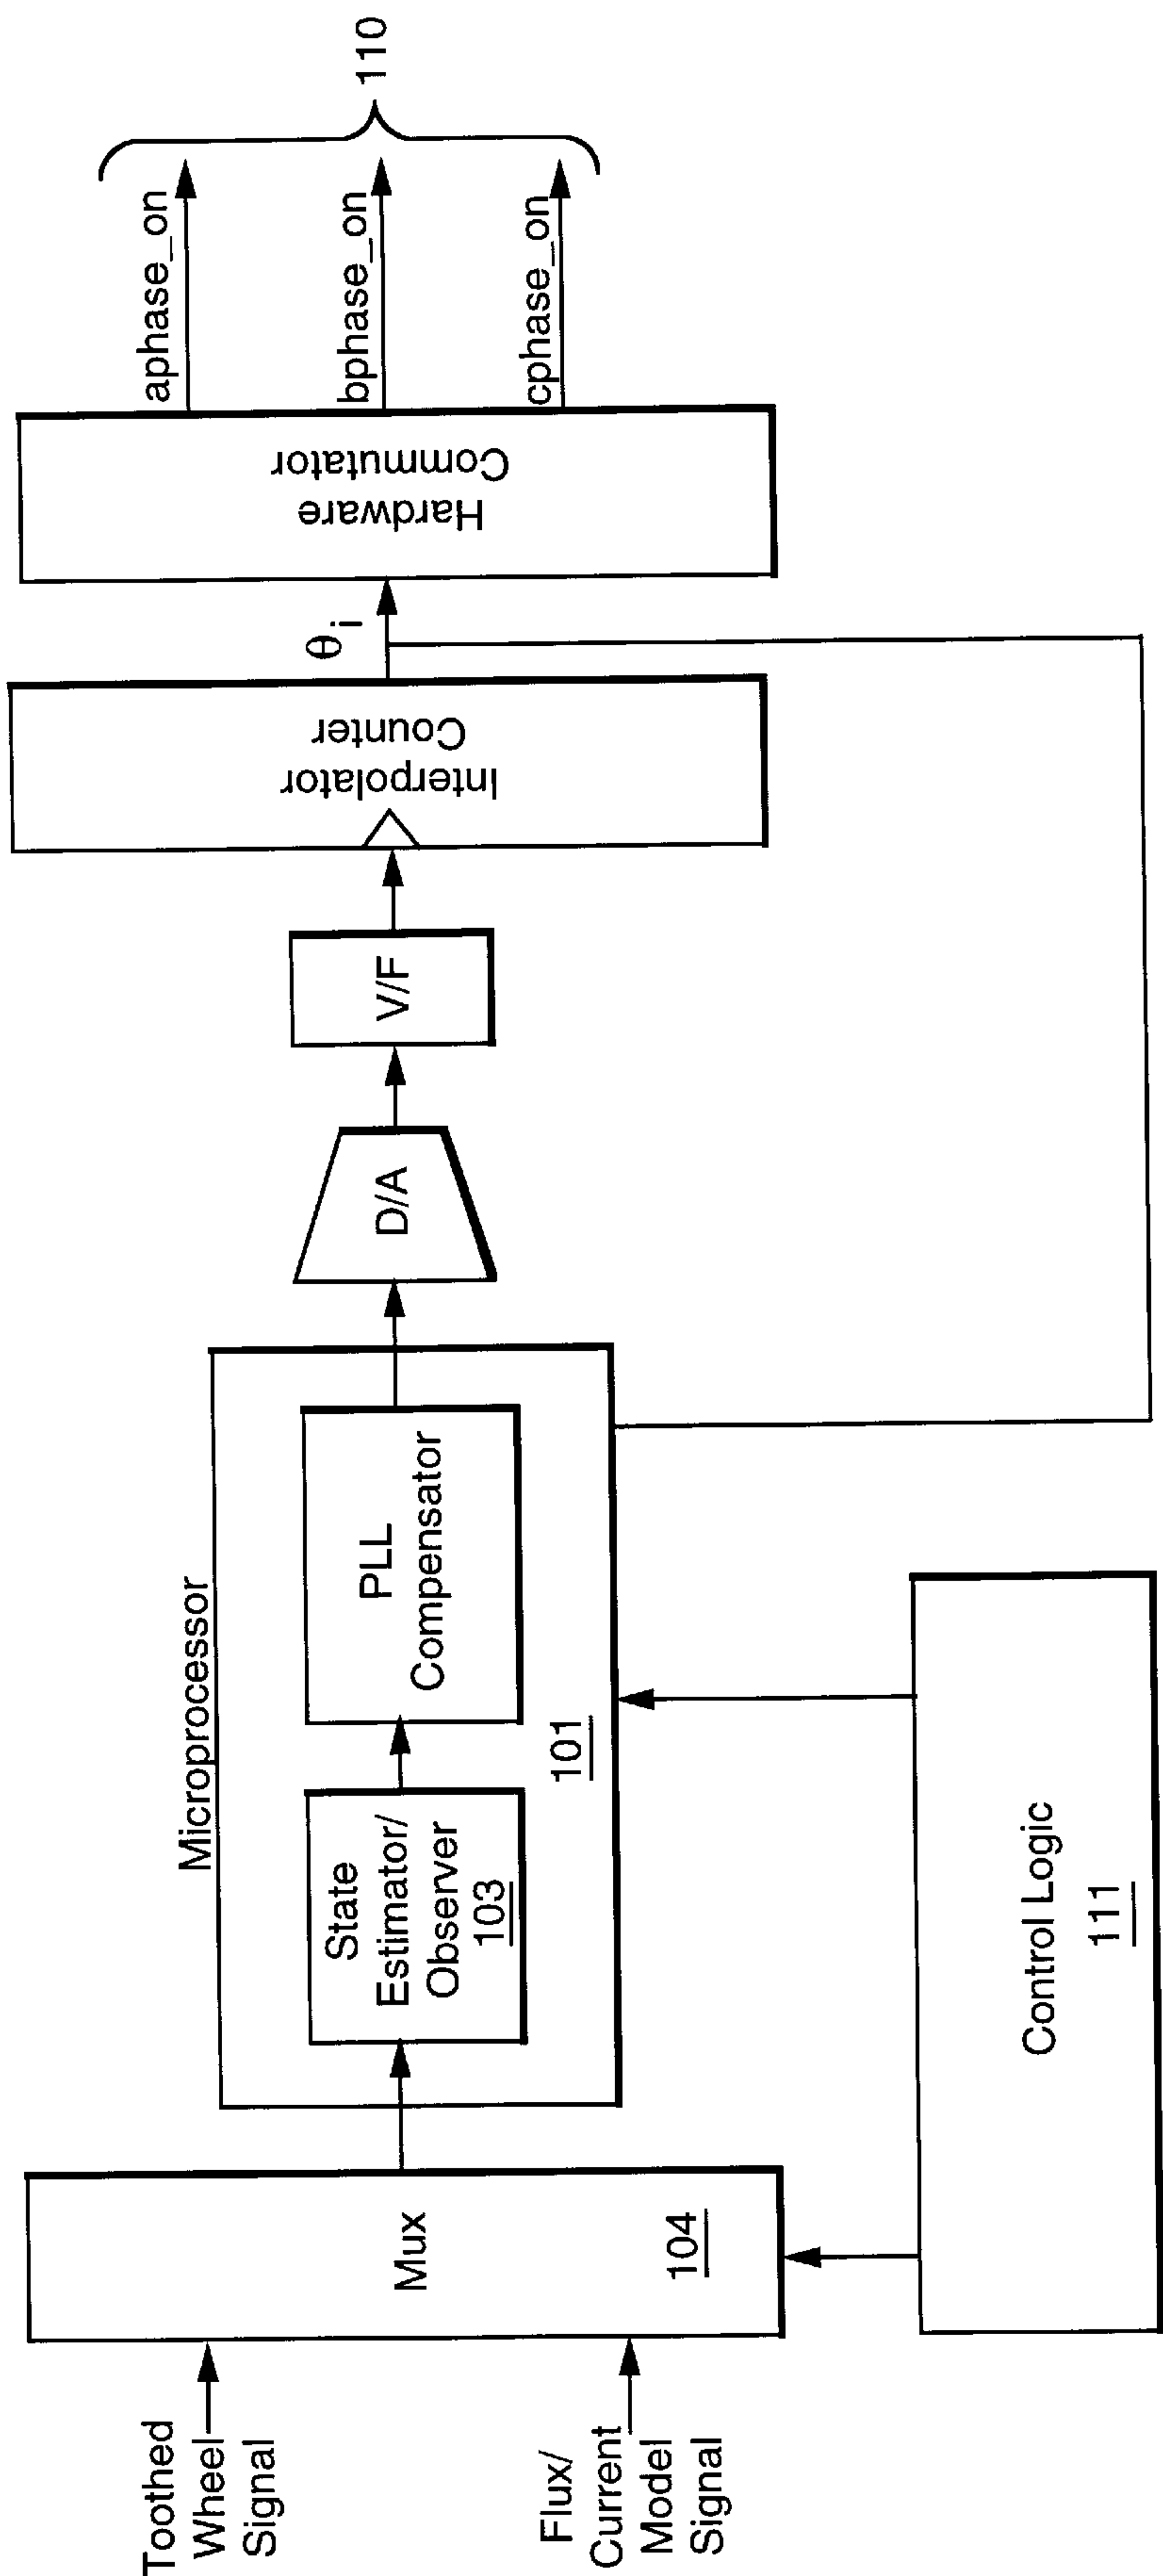 Toothed
Wheel
Signal
Flux/
Current
Model
Signal
Mux
104
Microprocessor
State
Estimator/
Observer
103
PLL
Compensator
101
Control Logic
111
D/A
V/F
Interpolator
Counter
θi
Hardware
Commutator
aphase_on
bphase_on
cphase_on
110